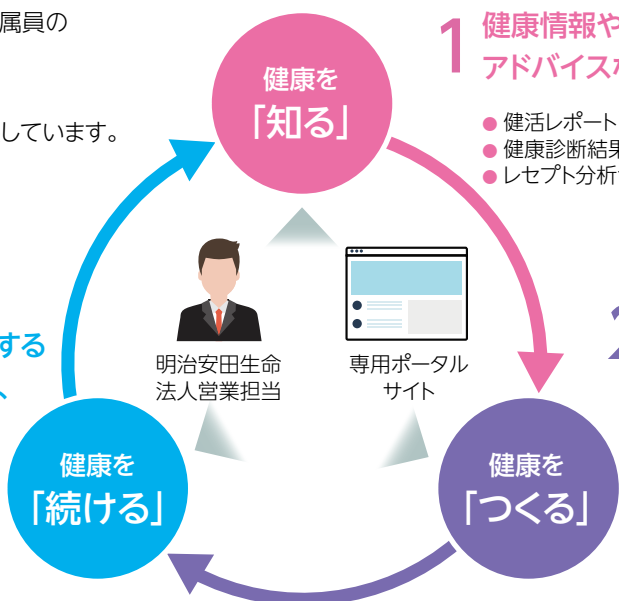 属員の
しています。
健康を
「知る」
1
健康情報や
アドバイス
● 健活レポート
● 健康診断結果
● レセプト分析
2
明治安田生命
法人営業担当
専用ポータル
サイト
する
、
健康を
「続ける」
健康を
「つくる」